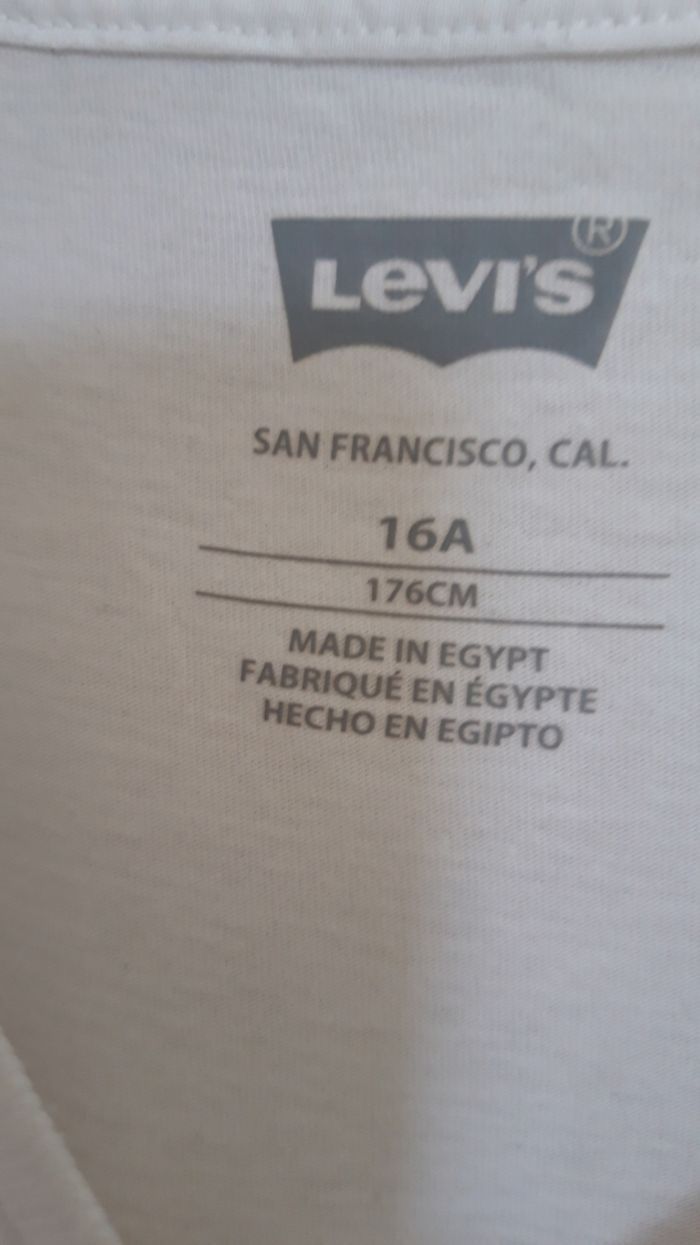 LEVI'S®
SAN FRANCISCO, CAL.
16A
176CM
MADE IN EGYPT
FABRIQUÉ EN ÉGYPTE
HECHO EN EGIPTO